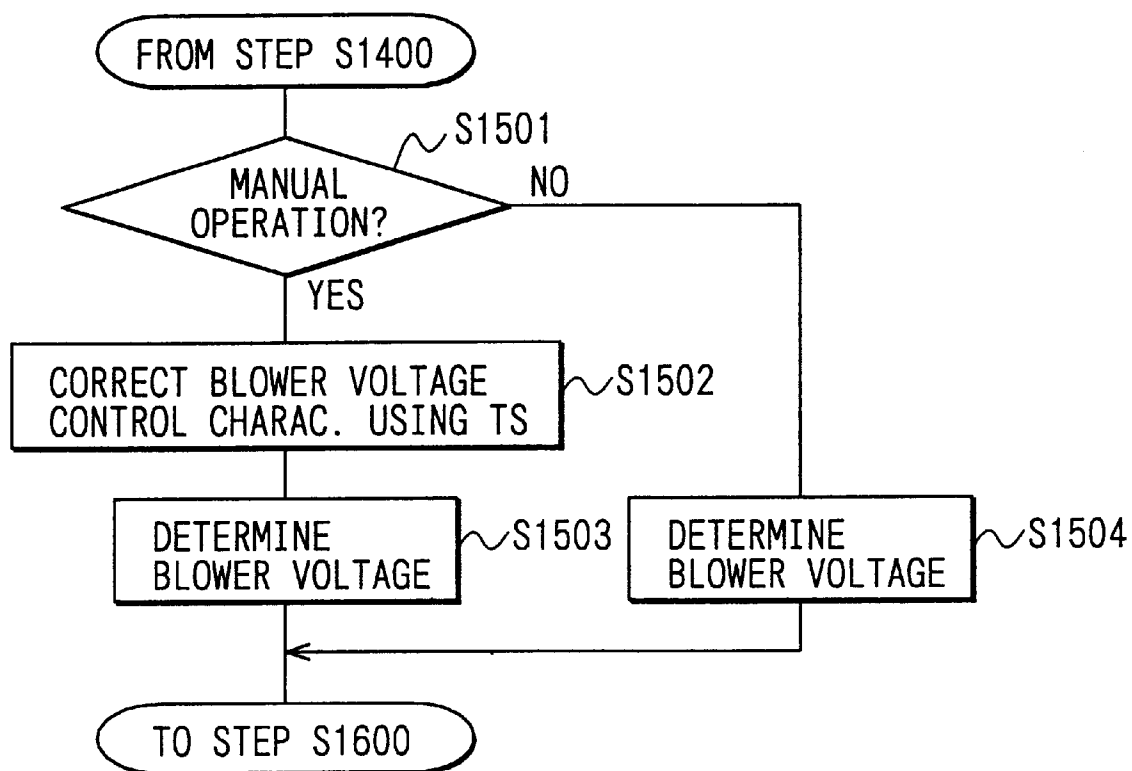 FROM STEP S1400
S1501
MANUAL
OPERATION?
NO
YES
CORRECT BLOWER VOLTAGE
CONTROL CHARAC. USING TS
S1502
DETERMINE
BLOWER VOLTAGE
S1503
DETERMINE
BLOWER VOLTAGE
S1504
TO STEP S1600